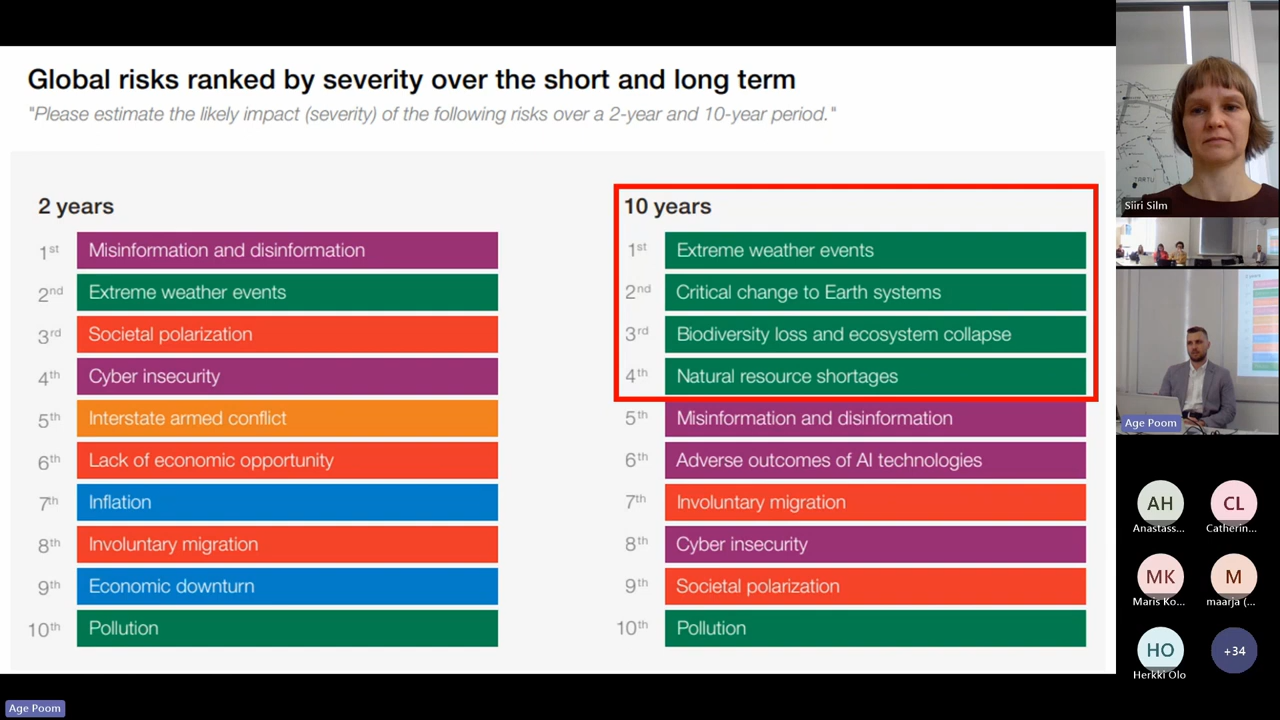 Global risks ranked by severity over the short and long term
"Please estimate the likely impact (severity) of the following risks over a 2-year and 10-year period."
2 years
1st Misinformation and disinformation
2nd Extreme weather events
3rd Societal polarization
4th Cyber insecurity
5th Interstate armed conflict
6th Lack of economic opportunity
7th Inflation
8th Involuntary migration
9th Economic downturn
10th Pollution
10 years
1st Extreme weather events
2nd Critical change to Earth systems
3rd Biodiversity loss and ecosystem collapse
4th Natural resource shortages
5th Misinformation and disinformation
6th Adverse outcomes of AI technologies
7th Involuntary migration
8th Cyber insecurity
9th Societal polarization
10th Pollution
TARTU
Siiri Silm
Age Poom
AH
Anastass...
CL
Catherin...
MK
Maris Ko...
M
maarja (...
HO
Herkki Olo
+34
Age Poom